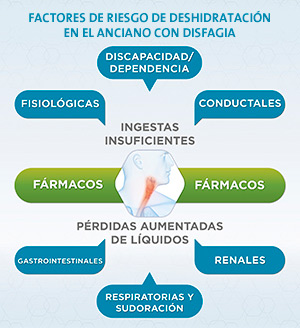 FACTORES DE RIESGO DE DESHIDRATACIÓN
EN EL ANCIANO CON DISFAGIA
DISCAPACIDAD/
DEPENDENCIA
FISIOLÓGICAS
CONDUCTALES
INGESTAS
INSUFICIENTES
FÁRMACOS
FÁRMACOS
PÉRDIDAS AUMENTADAS
DE LÍQUIDOS
GASTROINTESTINALES
RENALES
RESPIRATORIAS Y
SUDORACIÓN